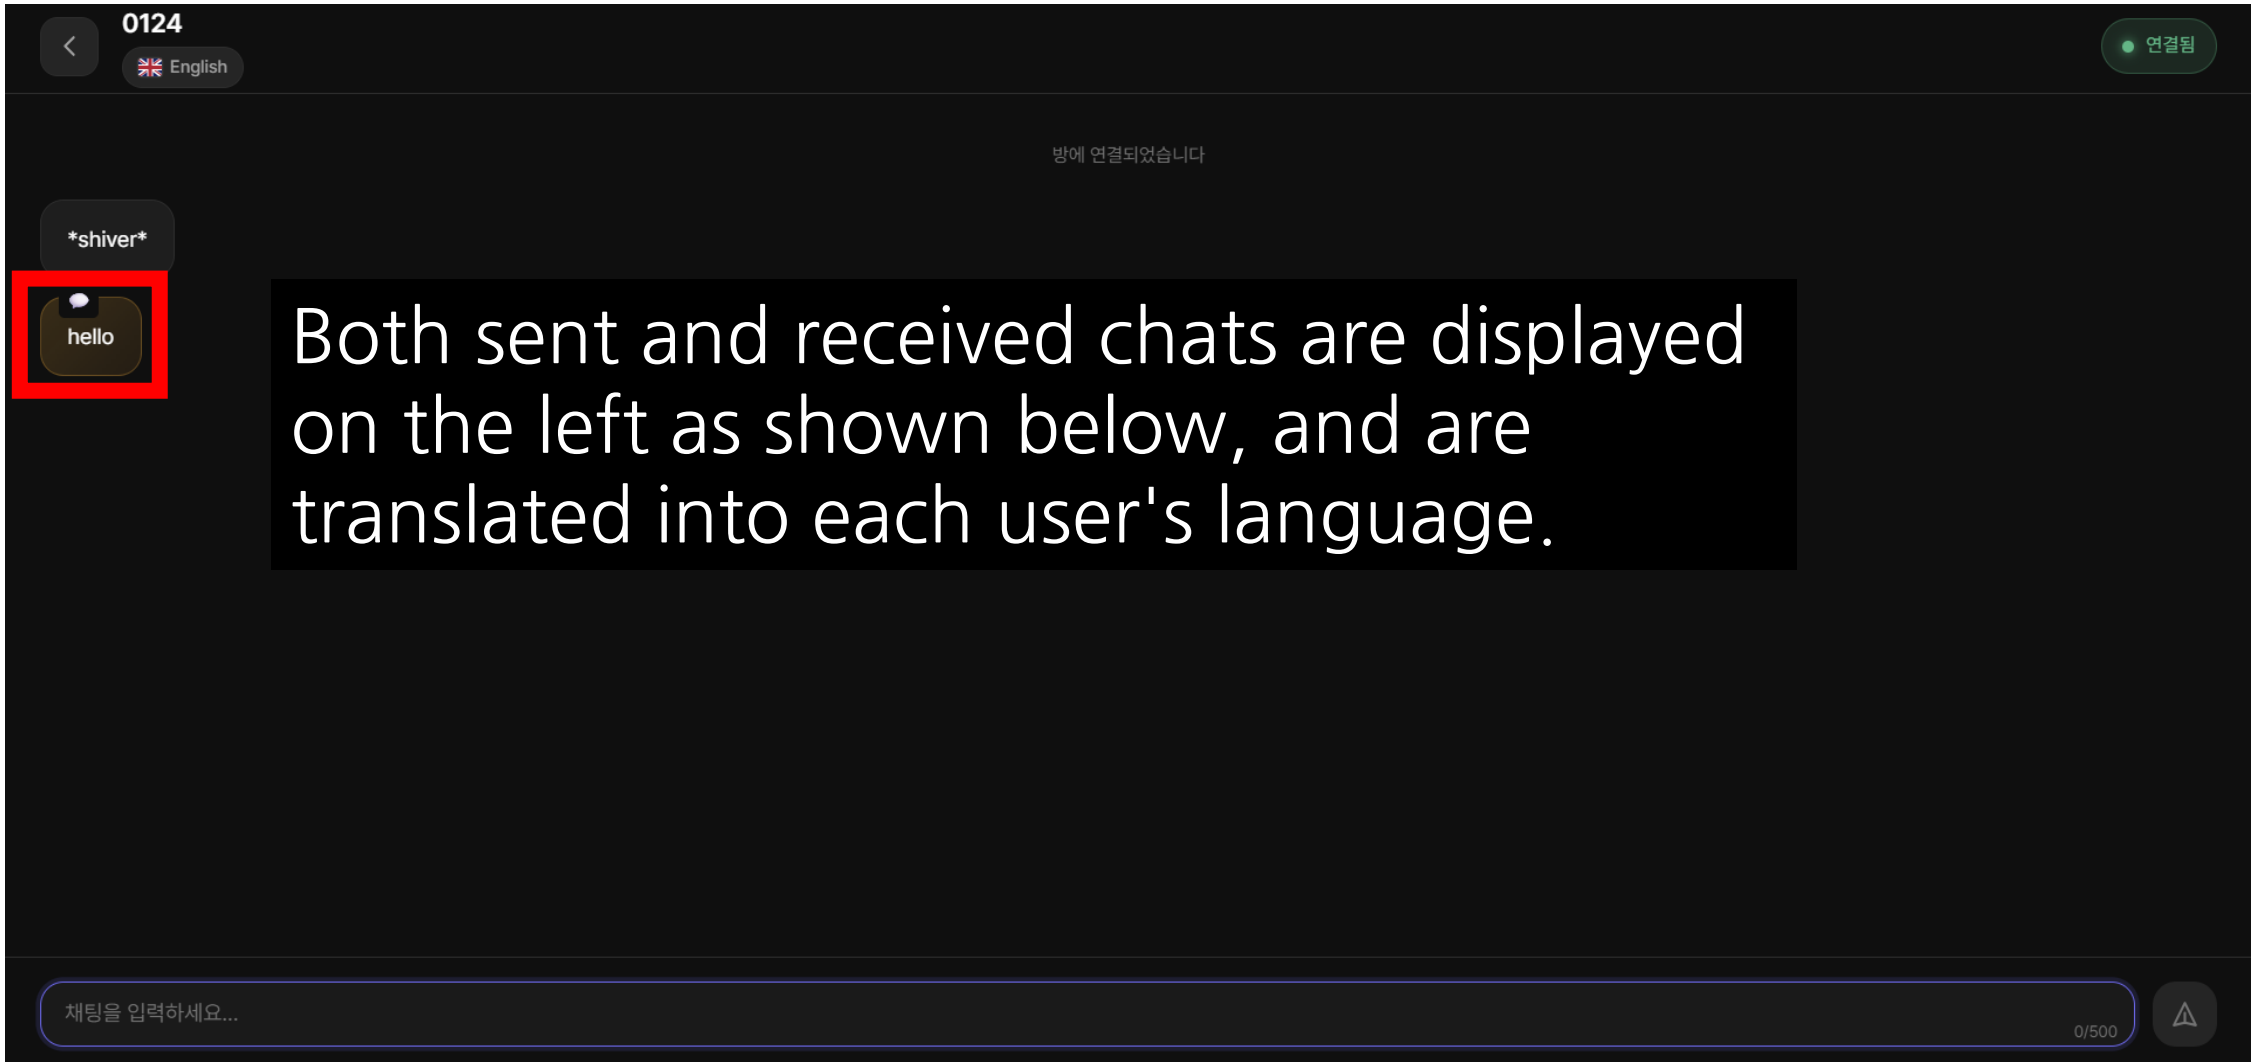 0124
English
연결됨
방에 연결되었습니다
*shiver*
hello
Both sent and received chats are displayed
on the left as shown below, and are
translated into each user's language.
채팅을 입력하세요...
0/500